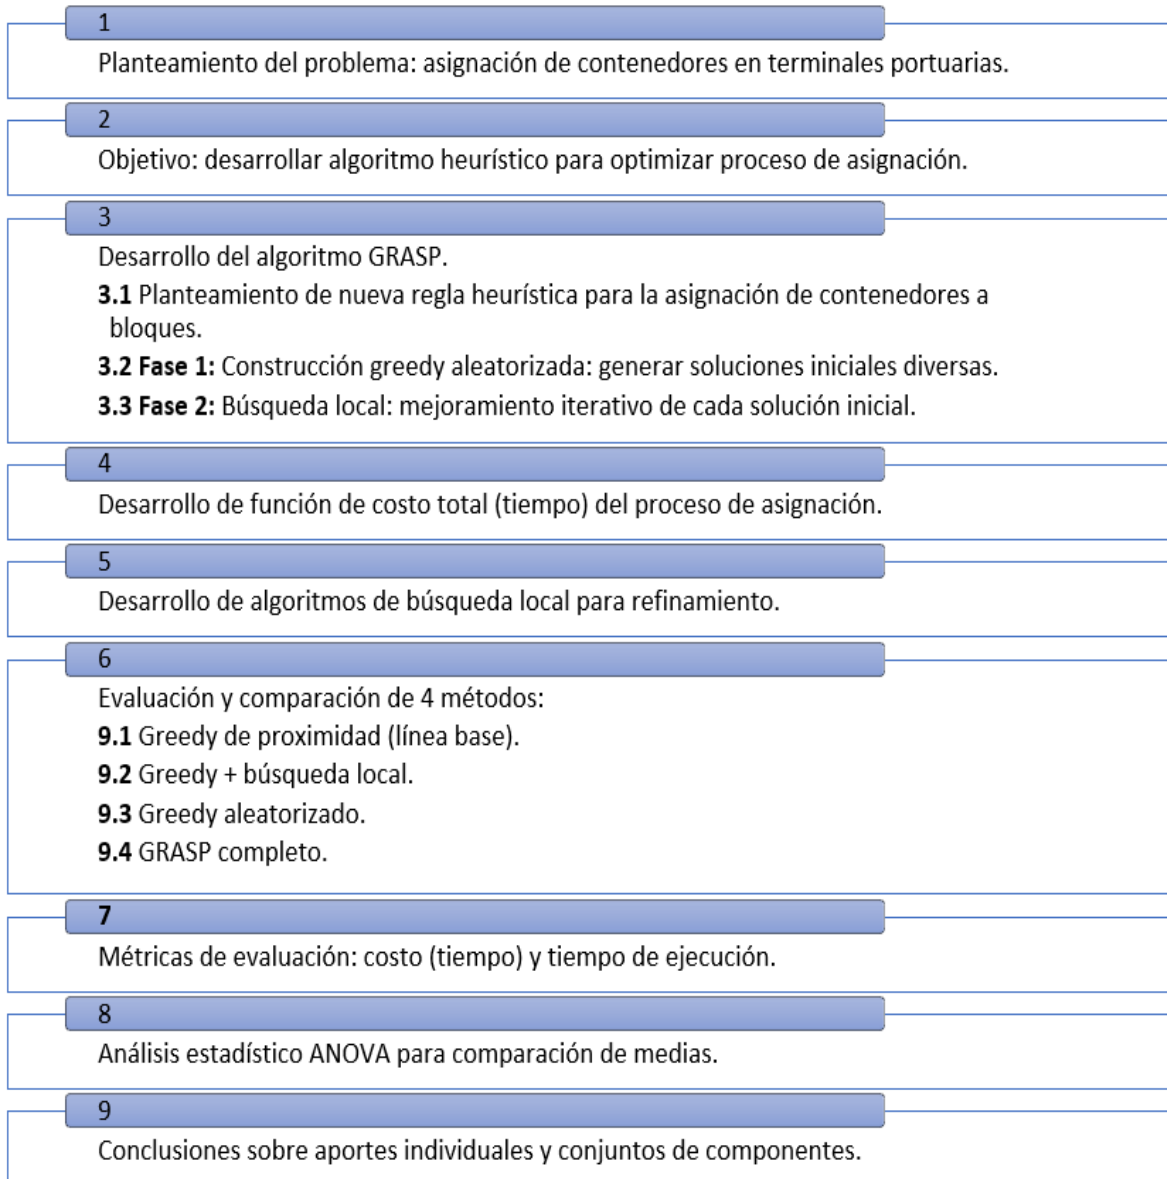 1
Planteamiento del problema: asignación de contenedores en terminales portuarias.
2
Objetivo: desarrollar algoritmo heurístico para optimizar proceso de asignación.
3
Desarrollo del algoritmo GRASP.
3.1 Planteamiento de nueva regla heurística para la asignación de contenedores a
bloques.
3.2 Fase 1: Construcción greedy aleatorizada: generar soluciones iniciales diversas.
3.3 Fase 2: Búsqueda local: mejoramiento iterativo de cada solución inicial.
4
Desarrollo de función de costo total (tiempo) del proceso de asignación.
5
Desarrollo de algoritmos de búsqueda local para refinamiento.
6
Evaluación y comparación de 4 métodos:
9.1 Greedy de proximidad (línea base).
9.2 Greedy + búsqueda local.
9.3 Greedy aleatorizado.
9.4 GRASP completo.
7
Métricas de evaluación: costo (tiempo) y tiempo de ejecución.
8
Análisis estadístico ANOVA para comparación de medias.
9
Conclusiones sobre aportes individuales y conjuntos de componentes.